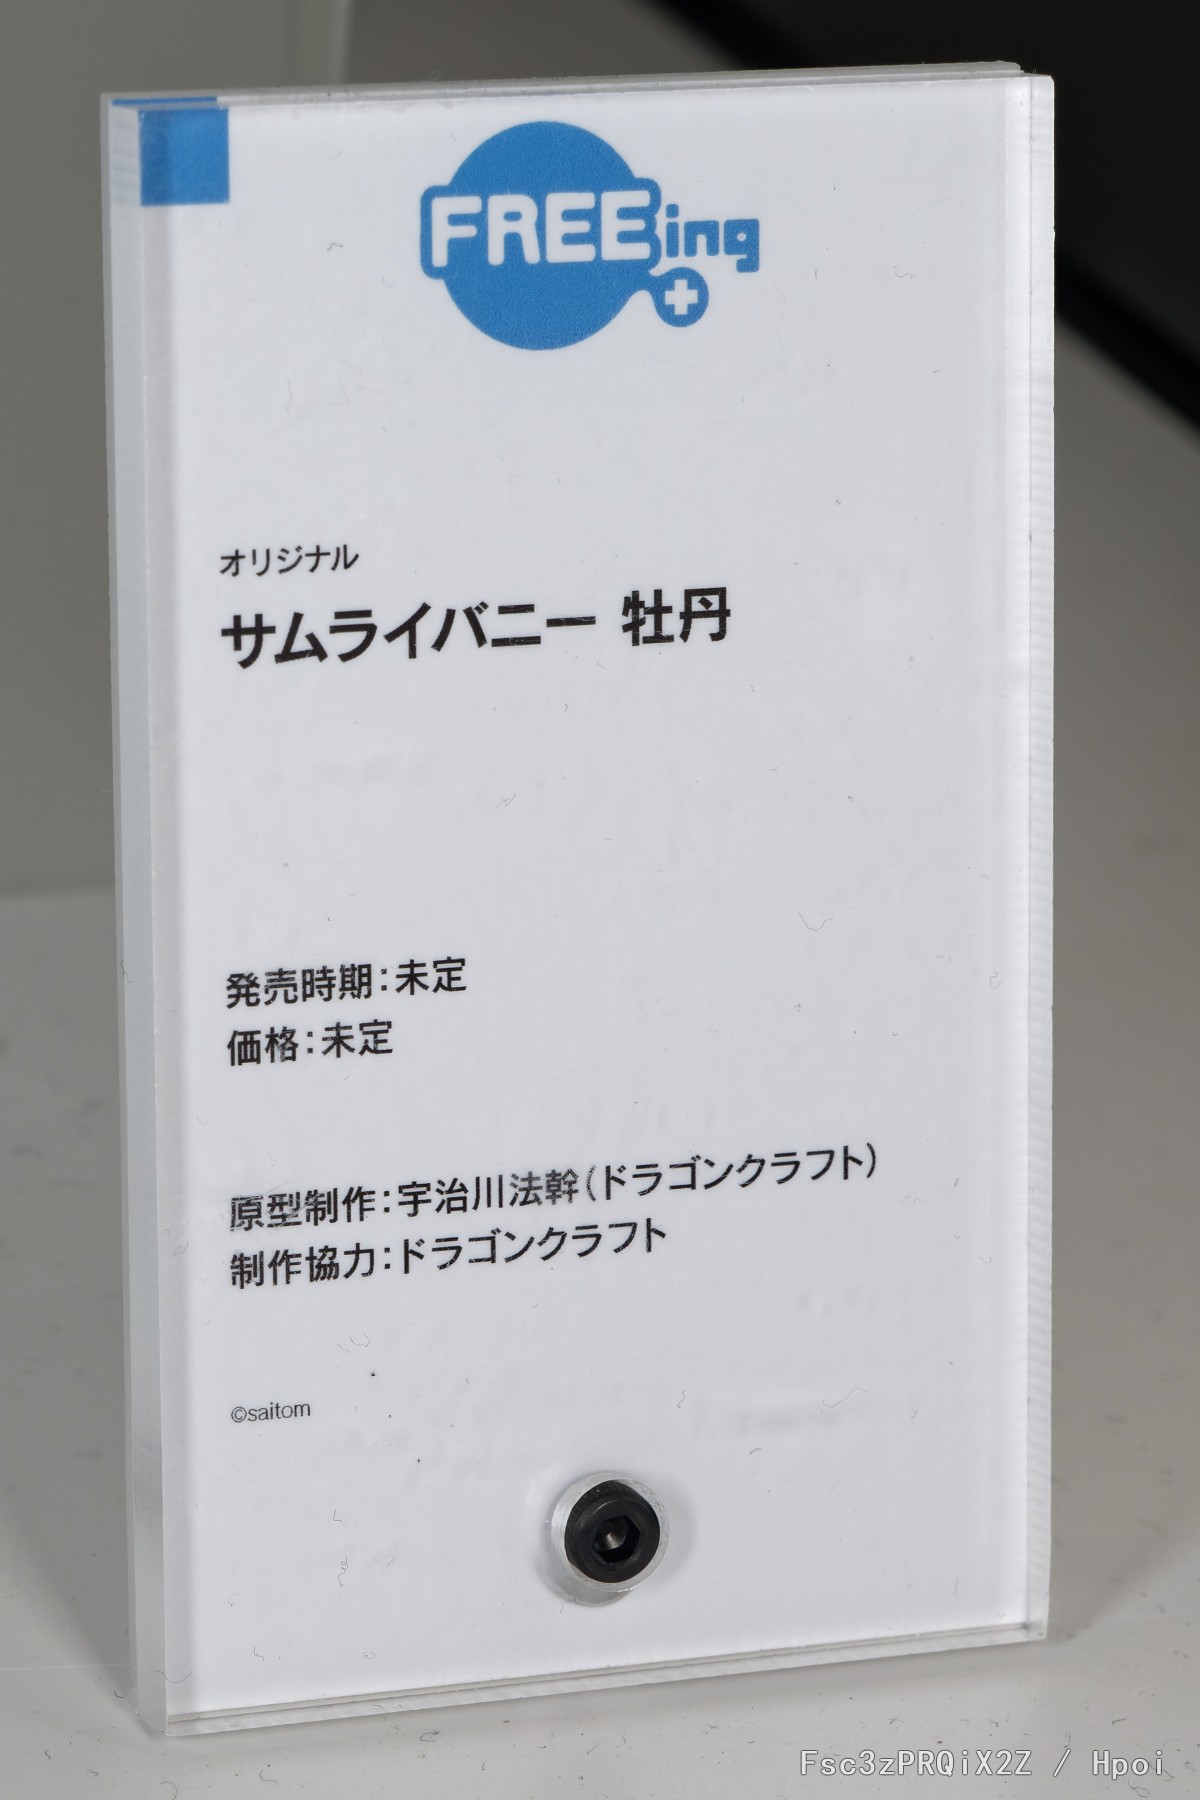 FREEing
オリジナル
サムライバニー 牡丹
発売時期：未定
価格：未定
原型制作：宇治川法幹（ドラゴンクラフト）
制作協力：ドラゴンクラフト
©saitom
Fsc3zPRQiX2Z / Hpoi